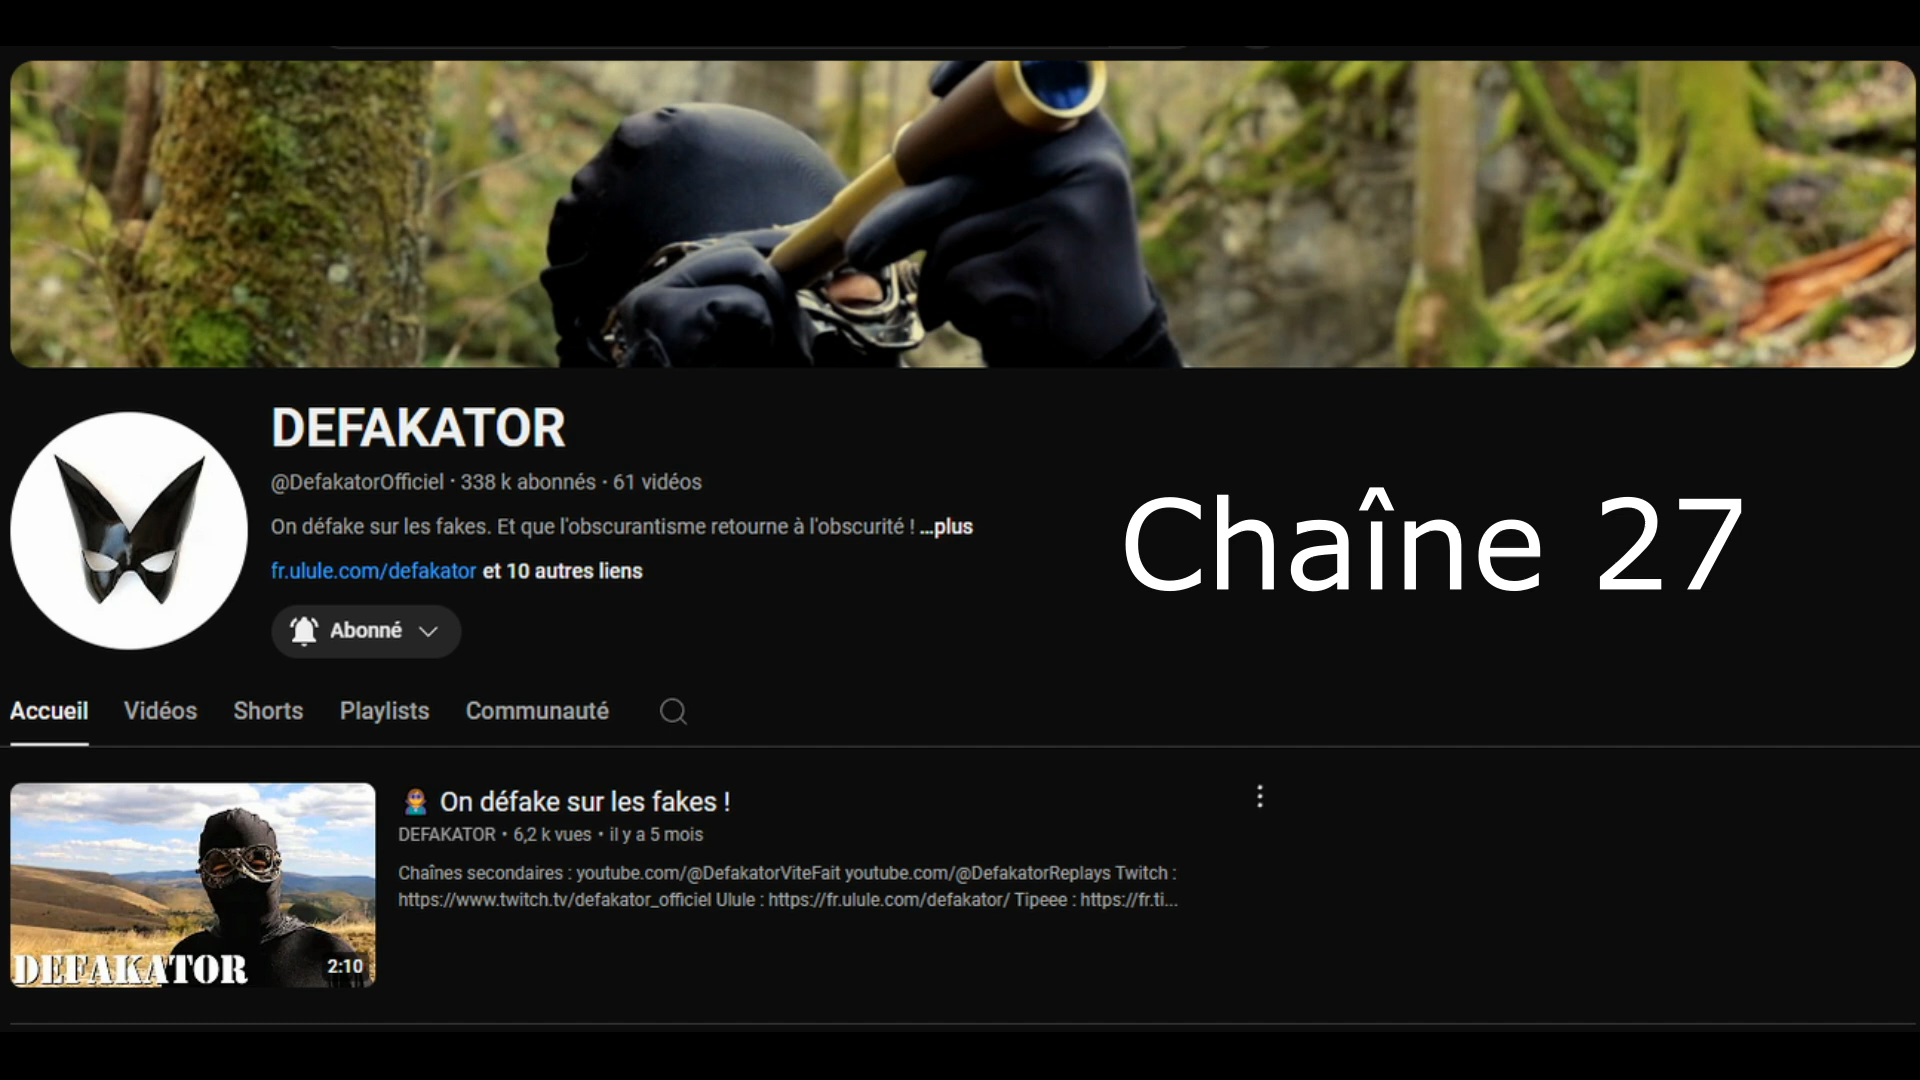 DEFAKATOR
@DefakatorOfficiel · 338 k abonnés · 61 vidéos
On défake sur les fakes. Et que l'obscurantisme retourne à l'obscurité ! ...plus
fr.ulule.com/defakator et 10 autres liens
Abonné
Chaîne 27
Accueil Vidéos Shorts Playlists Communauté
On défake sur les fakes !
DEFAKATOR • 6,2 k vues • il y a 5 mois
Chaînes secondaires : youtube.com/@DefakatorViteFait youtube.com/@DefakatorReplays Twitch :
https://www.twitch.tv/defakator_officiel Ulule : https://fr.ulule.com/defakator/ Tipeee : https://fr.ti...
DEFAKATOR
2:10